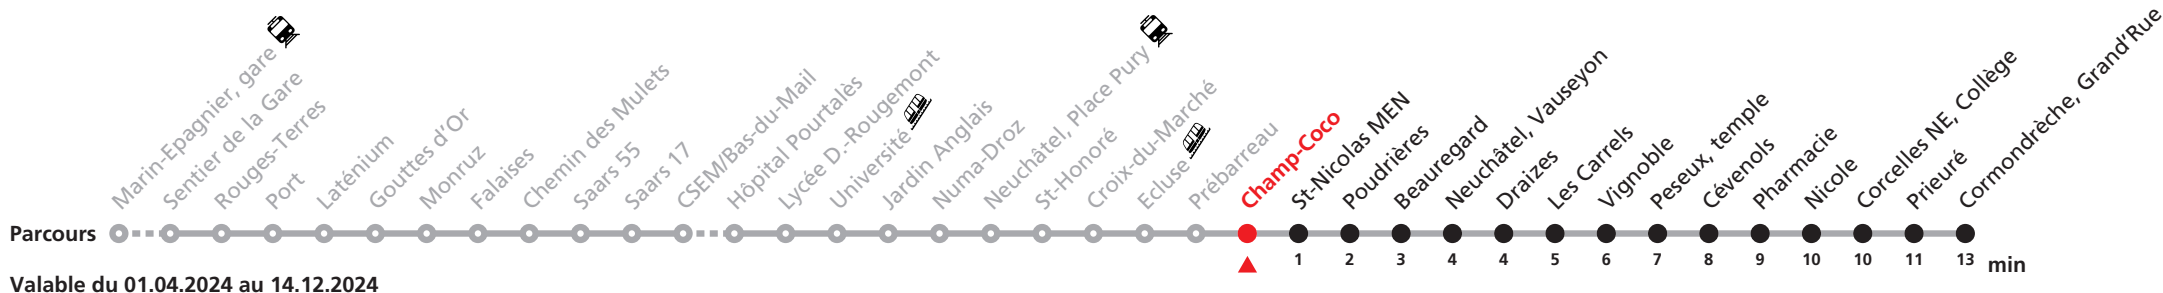 Marin-Epagnier, gare
Sentier de la Gare
Rouges-Terres
Port
Laténium
Gouttes d'Or
Monruz
Falaises
Chemin des Mulets
Saars 55
Saars 17
CSEM/Bas-du-Mail
Hôpital Pourtalès
Lycée D.-Rougemont
Université
Jardin Anglais
Numa-Droz
Neuchâtel, Place Pury
St-Honoré
Croix-du-Marché
Ecluse
Prébarreau
Champ-Coco
St-Nicolas MEN
Poudrières
Beauregard
Neuchâtel, Vauseyon
Draizes
Les Carrels
Vignoble
Peseux, temple
Cévenols
Pharmacie
Nicole
Corcelles NE, Collège
Prieuré
Cormondrèche, Grand'Rue
Parcours
1 2 3 4 4 5 6 7 8 9 10 10 11 13 min
Valable du 01.04.2024 au 14.12.2024